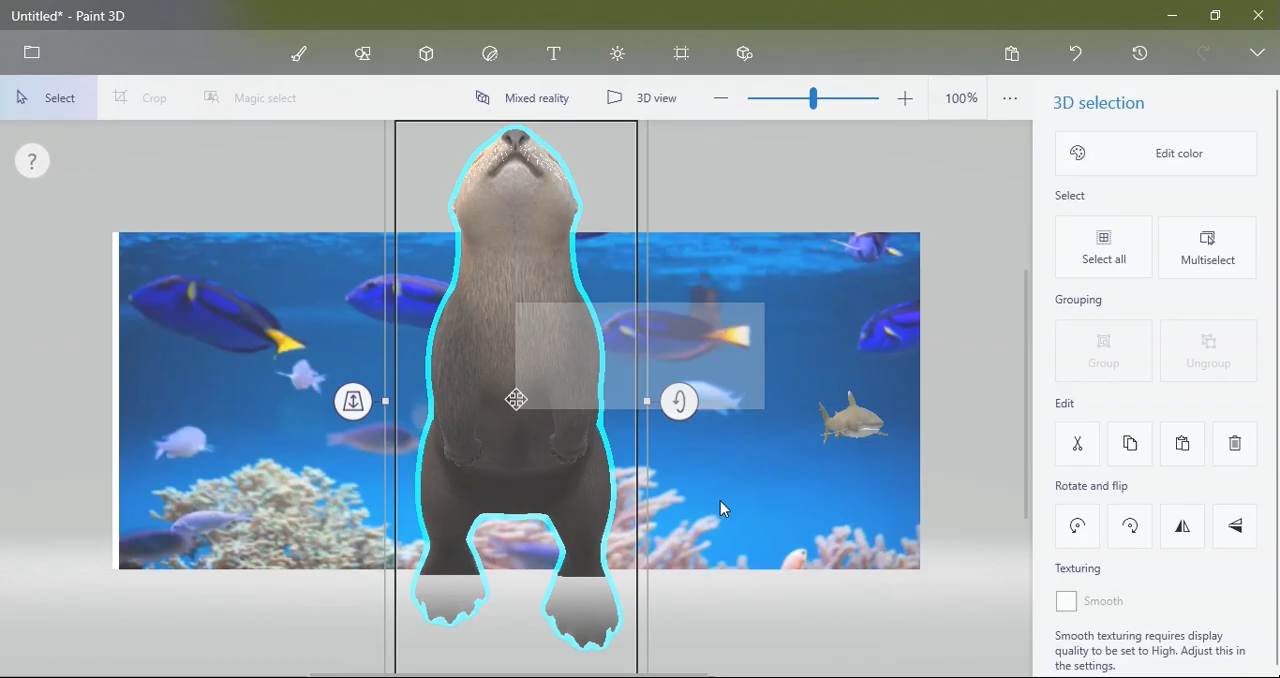 Untitled* - Paint 3D
Select
Crop
Magic select
Mixed reality
3D view
100%
3D selection
Edit color
Select
Select all
Multiselect
Grouping
Group
Ungroup
Edit
Rotate and flip
Texturing
Smooth
Smooth texturing requires display
quality to be set to High. Adjust this in
the settings.